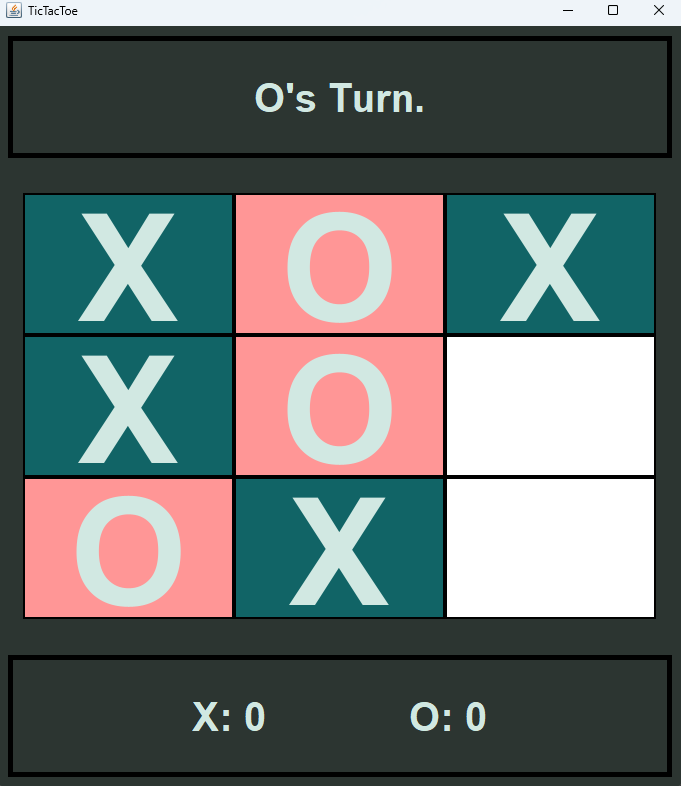 TicTacToe
O's Turn.
X O X
X O
O X
X: 0 O: 0